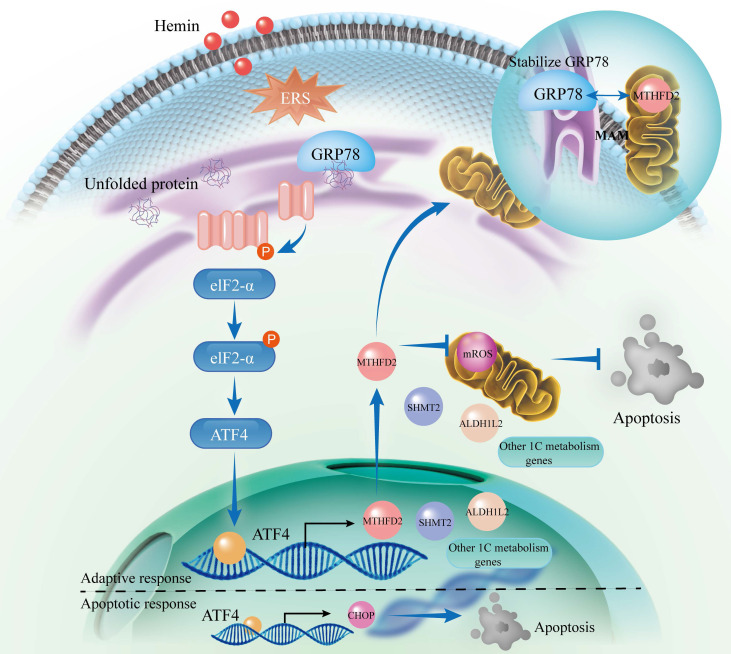 Hemin
ERS
GRP78
Unfolded protein
P
eIF2-α
P
eIF2-α
ATF4
Stabilize GRP78
GRP78
MTHFD2
MAM
MTHFD2
mROS
SHMT2
ALDH1L2
Apoptosis
Other 1C metabolism
genes
ATF4
MTHFD2
SHMT2
ALDH1L2
Other 1C metabolism
genes
Adaptive response
Apoptotic response
ATF4
CHOP
Apoptosis